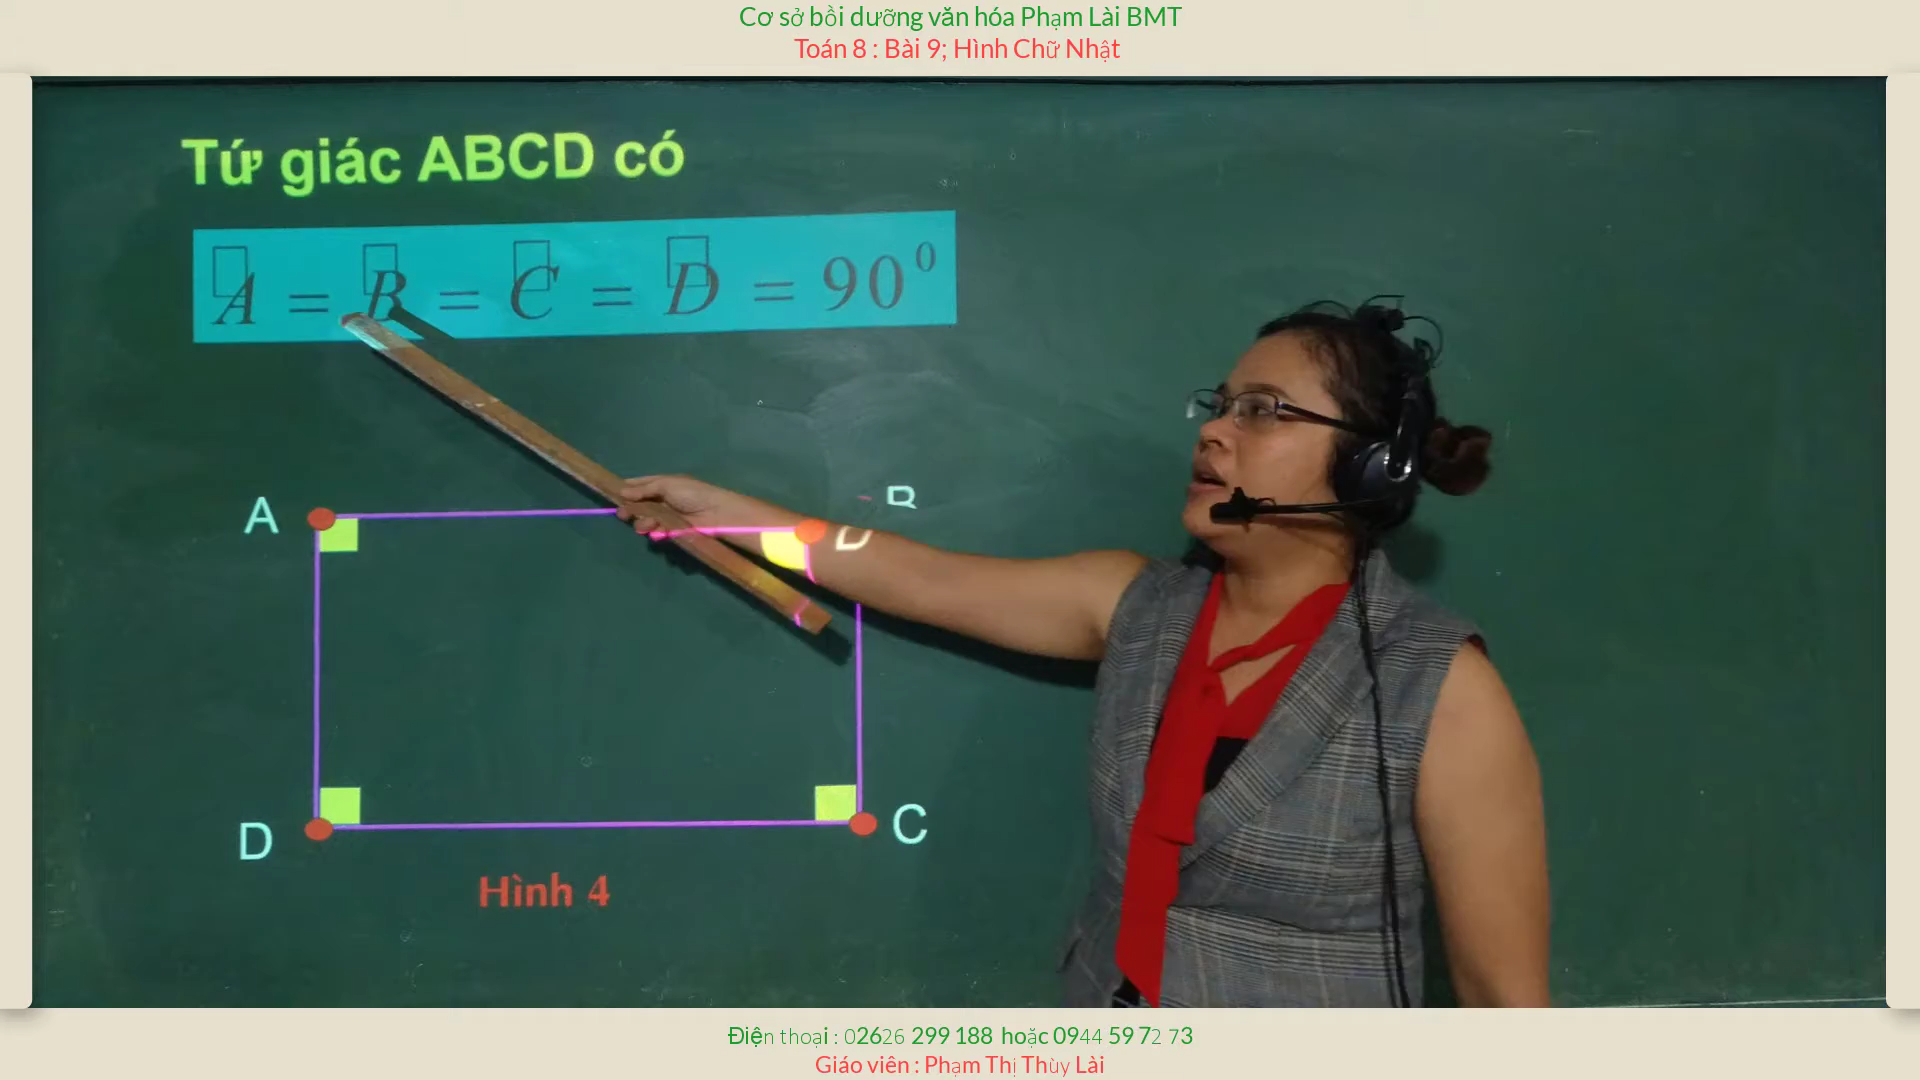 Cơ sở bồi dưỡng văn hóa Phạm Lài BMT
Toán 8 : Bài 9; Hình Chữ Nhật
Tứ giác ABCD có
A = B = C = D = 90⁰
A
B
D
C
Hình 4
Điện thoại : 02626 299 188 hoặc 0944 59 72 73
Giáo viên : Phạm Thị Thùy Lài